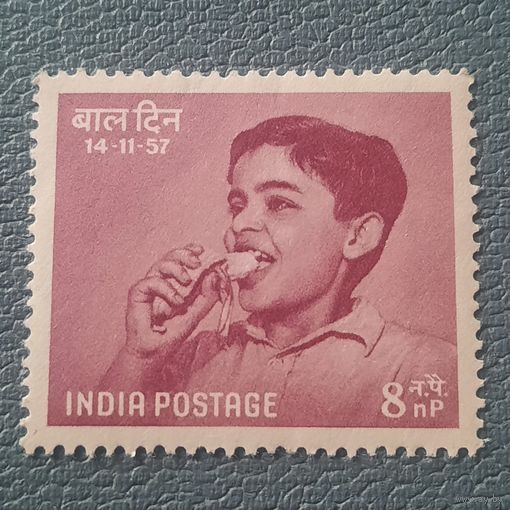 बाल दिन
14-11-57
INDIA POSTAGE
8 न.पै.
nP